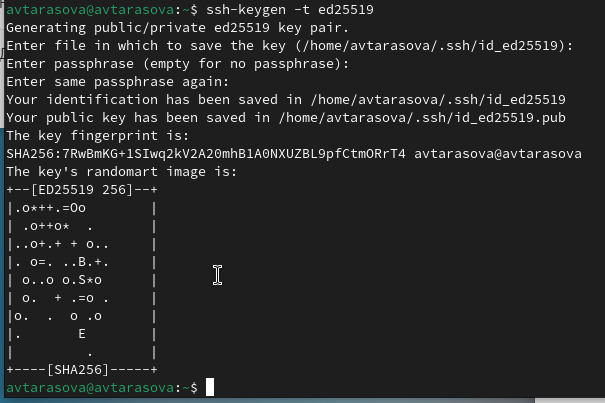 avtarasova@avtarasova:~$ ssh-keygen -t ed25519
Generating public/private ed25519 key pair.
Enter file in which to save the key (/home/avtarasova/.ssh/id_ed25519):
Enter passphrase (empty for no passphrase):
Enter same passphrase again:
Your identification has been saved in /home/avtarasova/.ssh/id_ed25519
Your public key has been saved in /home/avtarasova/.ssh/id_ed25519.pub
The key fingerprint is:
SHA256:7RwBmKG+1SIwq2kV2A20mhB1A0NXUZBL9pfCtmORrT4 avtarasova@avtarasova
The key's randomart image is:
+--[ED25519 256]--+
|.o*++.=Oo        |
| .o++o*  .       |
|..o+.+ + o..     |
|. o=. ..B.+.     |
| o..o o.S*o      |
| o.  + .=o .     |
|o.  .  o .o      |
|.       E        |
|         .       |
+----[SHA256]-----+
avtarasova@avtarasova:~$